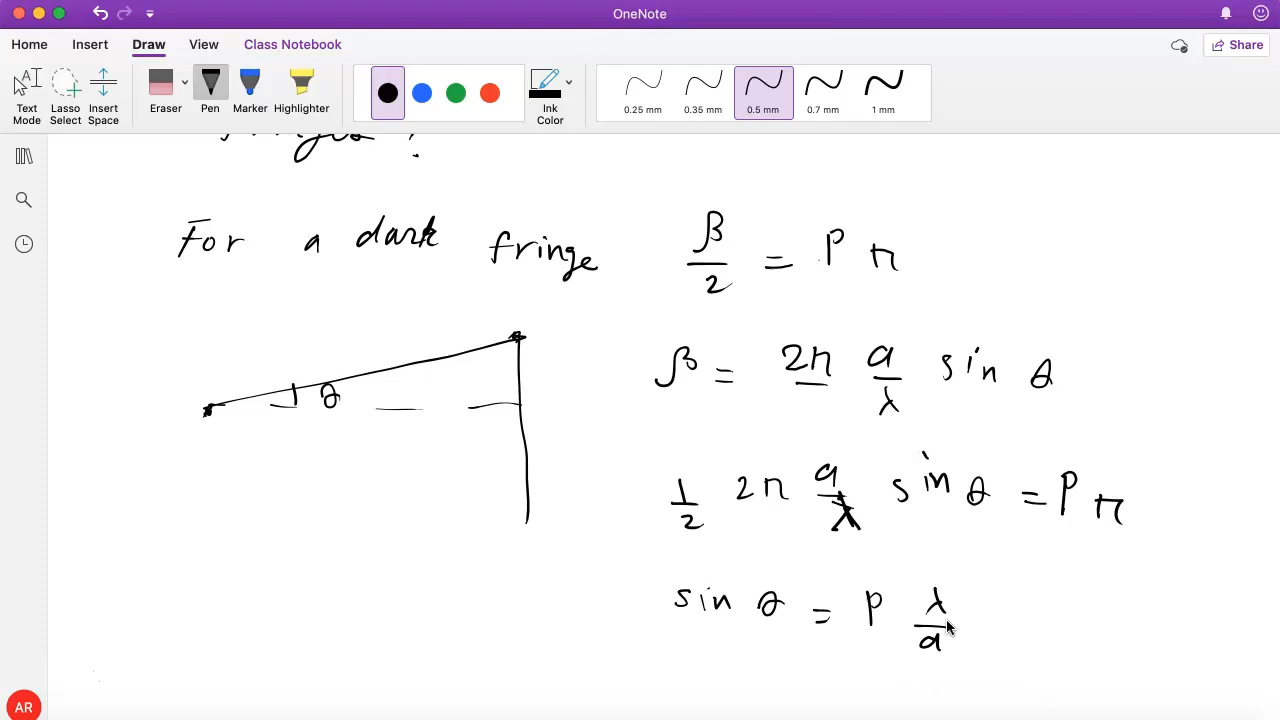 OneNote
Home Insert Draw View Class Notebook Share
Text Mode Lasso Select Insert Space Eraser Pen Marker Highlighter Ink Color 0.25 mm 0.35 mm 0.5 mm 0.7 mm 1 mm
For a dark fringe β/2 = P π
β = 2π a/λ sin θ
θ
1/2 2π a/λ sin θ = P π
sin θ = P λ/a
AR